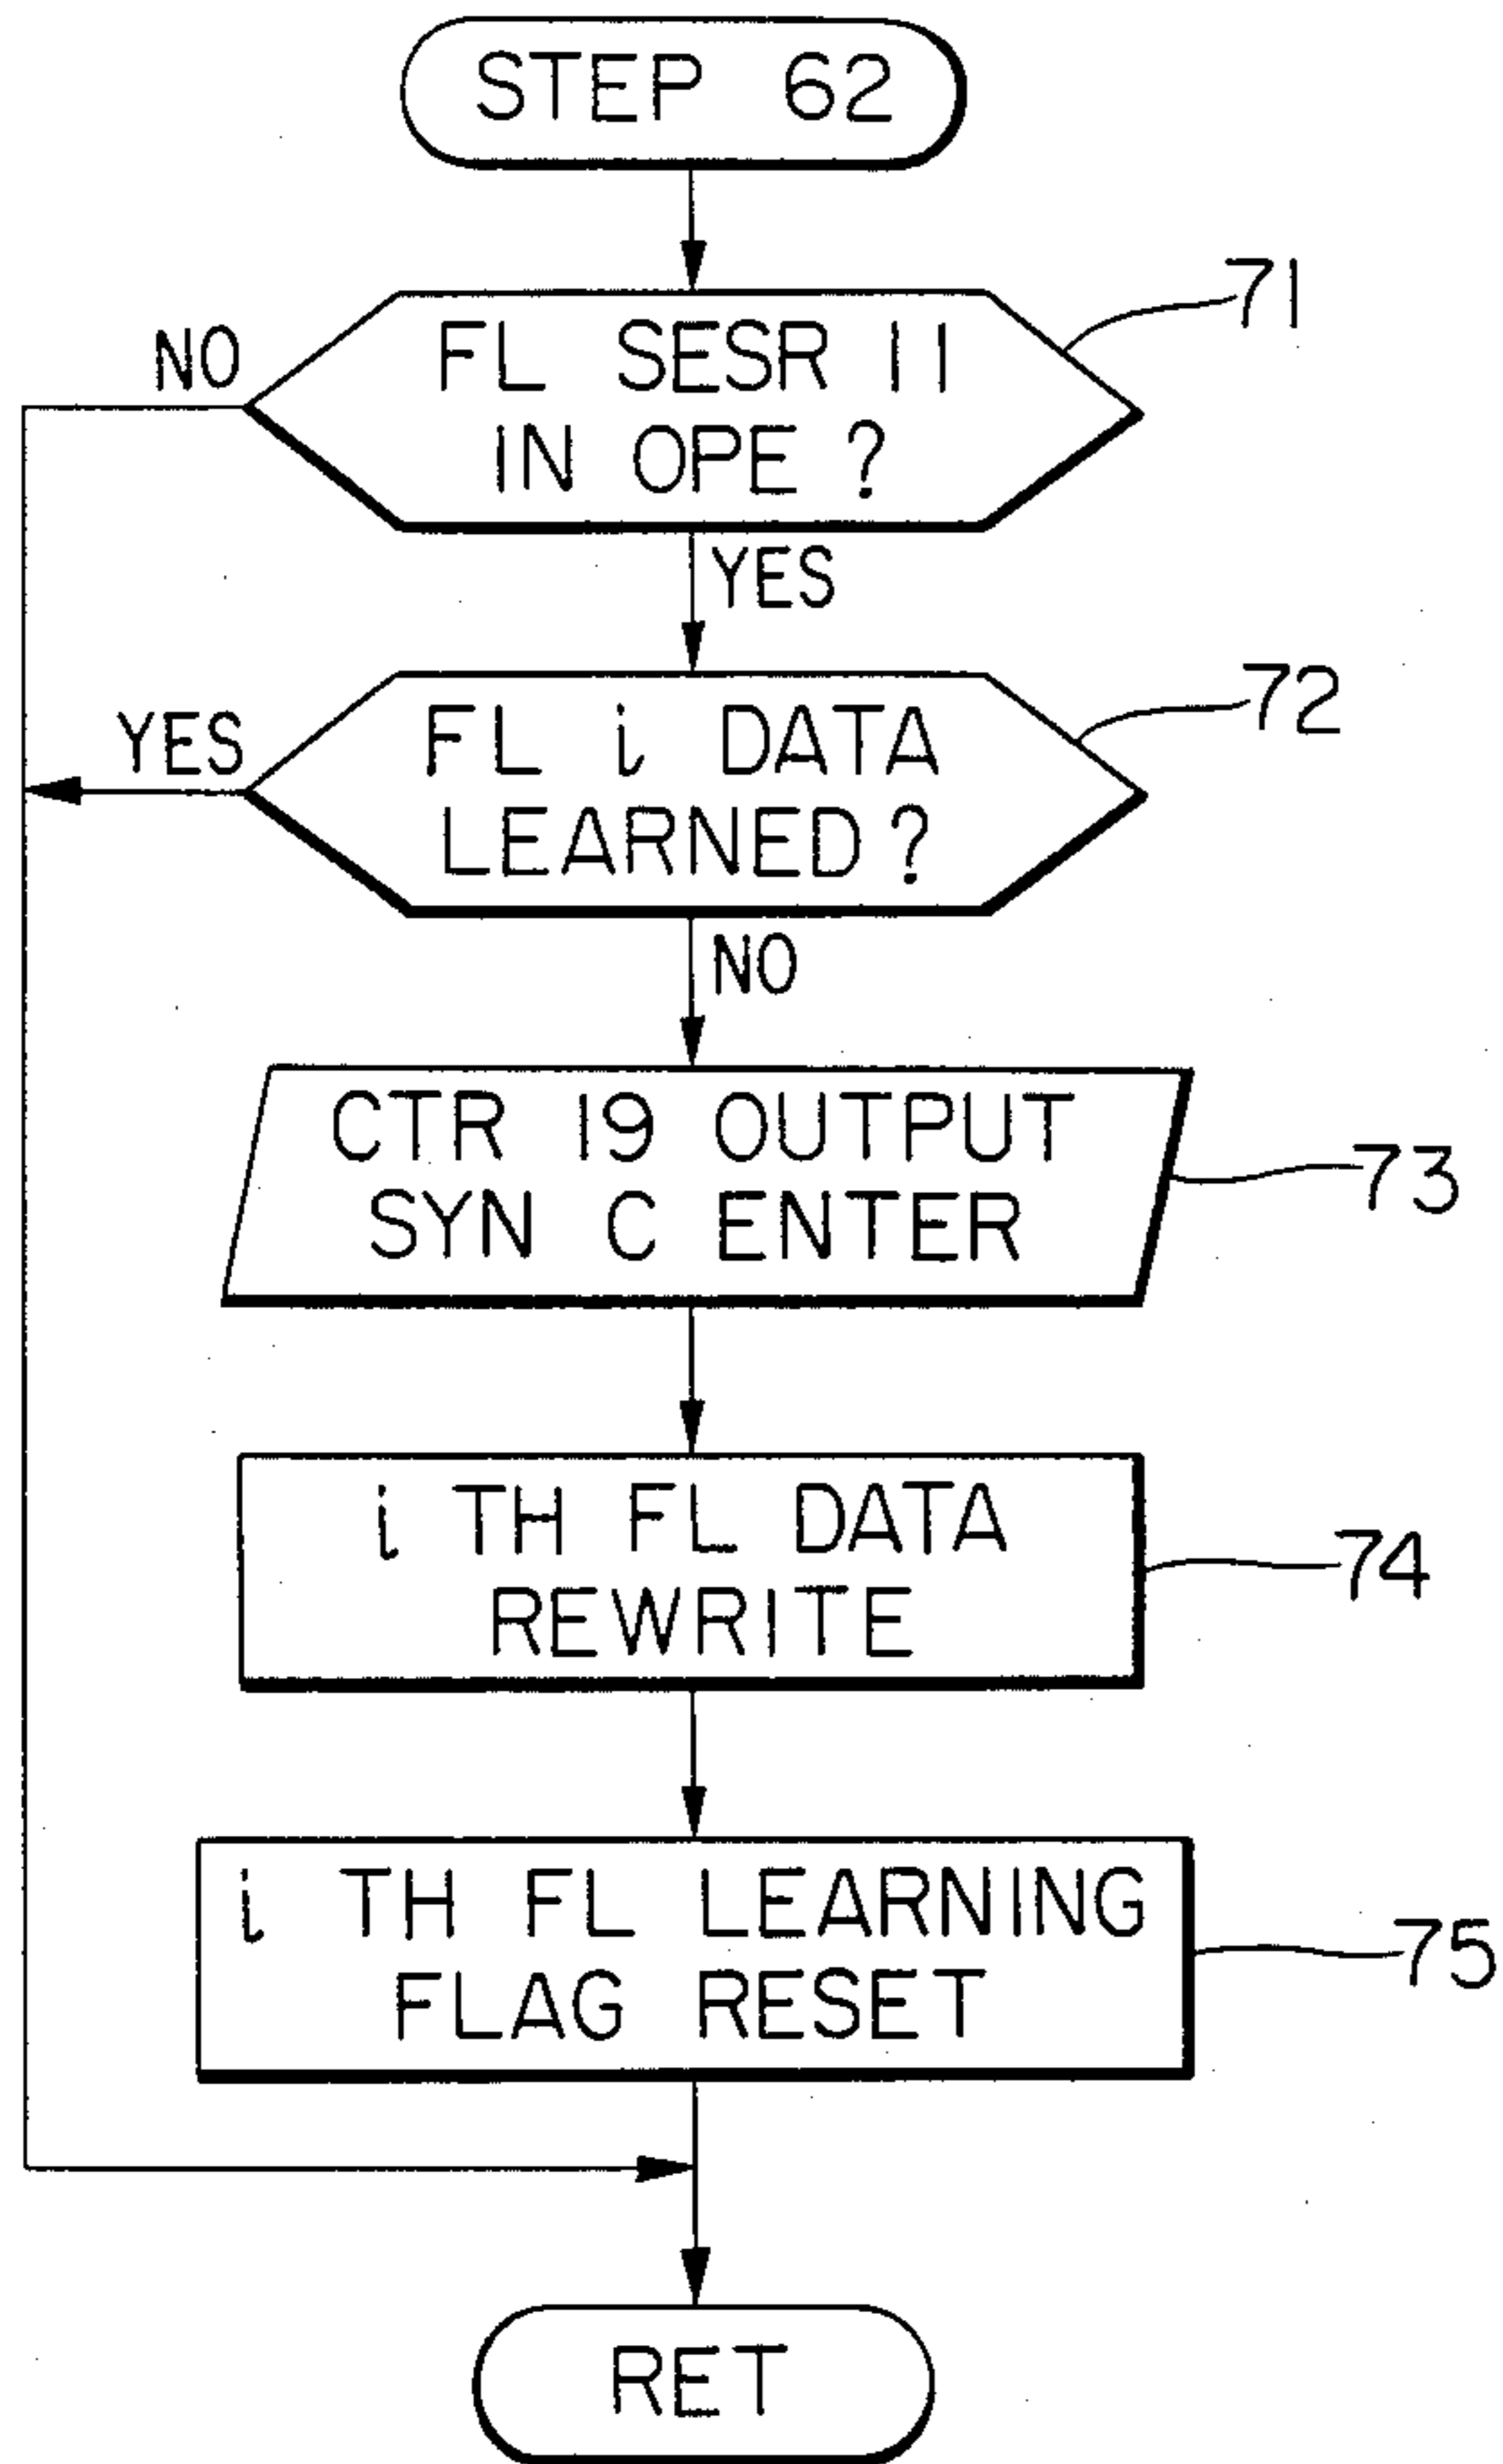 STEP 62
71
NO
FL SESR 11
IN OPE ?
YES
72
YES
FL i DATA
LEARNED ?
NO
CTR 19 OUTPUT
SYN C ENTER
73
i TH FL DATA
REWRITE
74
i TH FL LEARNING
FLAG RESET
75
RET